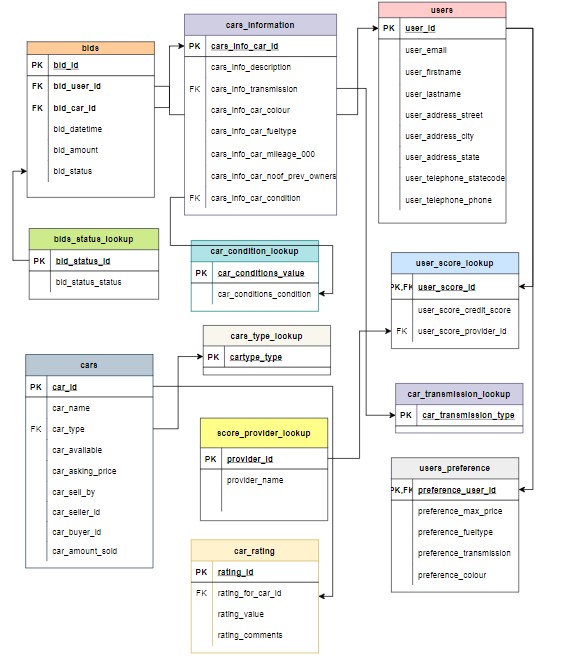 bids
PK bid_id
FK bid_user_id
FK bid_car_id
bid_datetime
bid_amount
bid_status
cars_information
PK cars_info_car_id
cars_info_description
FK cars_info_transmission
cars_info_car_colour
cars_info_car_fueltype
cars_info_car_mileage_000
cars_info_car_noof_prev_owners
FK cars_info_car_condition
users
PK user_id
user_email
user_firstname
user_lastname
user_address_street
user_address_city
user_address_state
user_telephone_statecode
user_telephone_phone
bids_status_lookup
PK bid_status_id
bid_status_status
car_condition_lookup
PK car_conditions_value
car_conditions_condition
user_score_lookup
PK,FK user_score_id
user_score_credit_score
FK user_score_provider_id
cars_type_lookup
PK cartype_type
cars
PK car_id
car_name
FK car_type
car_available
car_asking_price
car_sell_by
car_seller_id
car_buyer_id
car_amount_sold
car_transmission_lookup
PK car_transmission_type
score_provider_lookup
PK provider_id
provider_name
users_preference
PK,FK preference_user_id
preference_max_price
preference_fueltype
preference_transmission
preference_colour
car_rating
PK rating_id
FK rating_for_car_id
rating_value
rating_comments